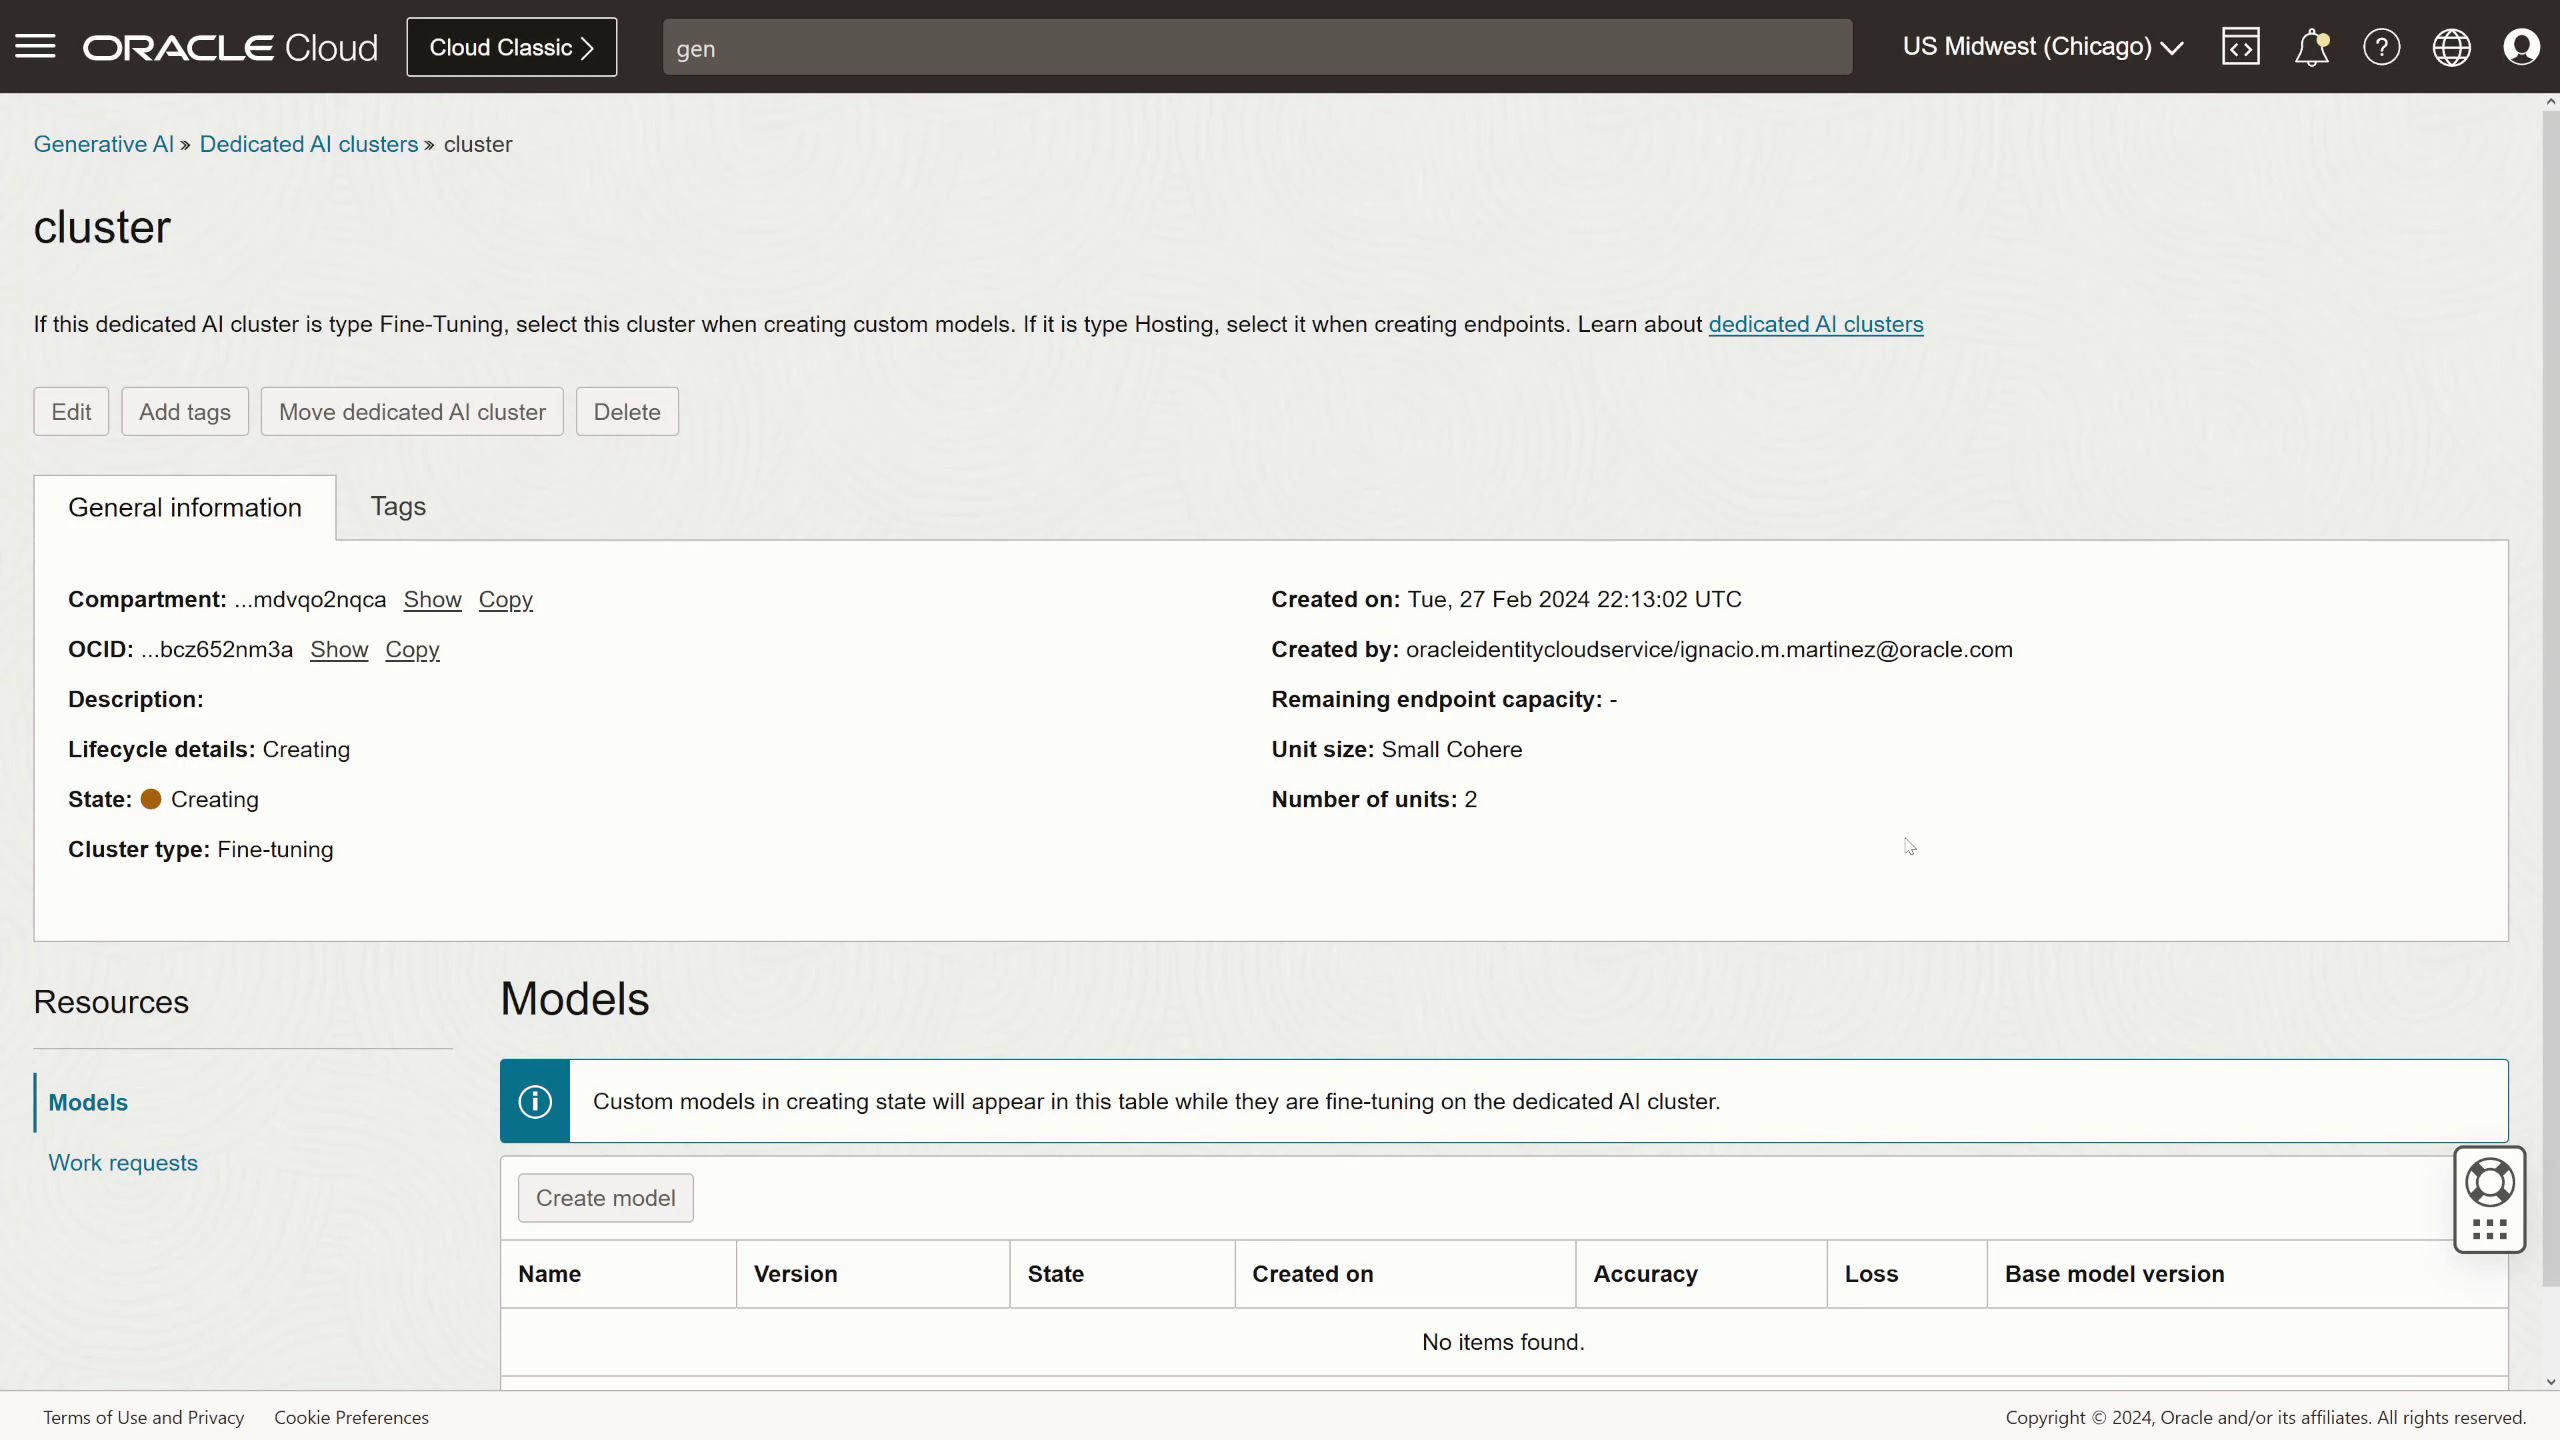 ORACLE Cloud
Cloud Classic
gen
US Midwest (Chicago)
Generative AI » Dedicated AI clusters » cluster
cluster
If this dedicated AI cluster is type Fine-Tuning, select this cluster when creating custom models. If it is type Hosting, select it when creating endpoints. Learn about dedicated AI clusters
Edit
Add tags
Move dedicated AI cluster
Delete
General information
Tags
Compartment: ...mdvqo2nqca Show Copy
OCID: ...bcz652nm3a Show Copy
Description:
Lifecycle details: Creating
State: Creating
Cluster type: Fine-tuning
Created on: Tue, 27 Feb 2024 22:13:02 UTC
Created by: oracleidentitycloudservice/ignacio.m.martinez@oracle.com
Remaining endpoint capacity: -
Unit size: Small Cohere
Number of units: 2
Resources
Models
Work requests
Models
Custom models in creating state will appear in this table while they are fine-tuning on the dedicated AI cluster.
Create model
Name Version State Created on Accuracy Loss Base model version
No items found.
Terms of Use and Privacy Cookie Preferences
Copyright © 2024, Oracle and/or its affiliates. All rights reserved.